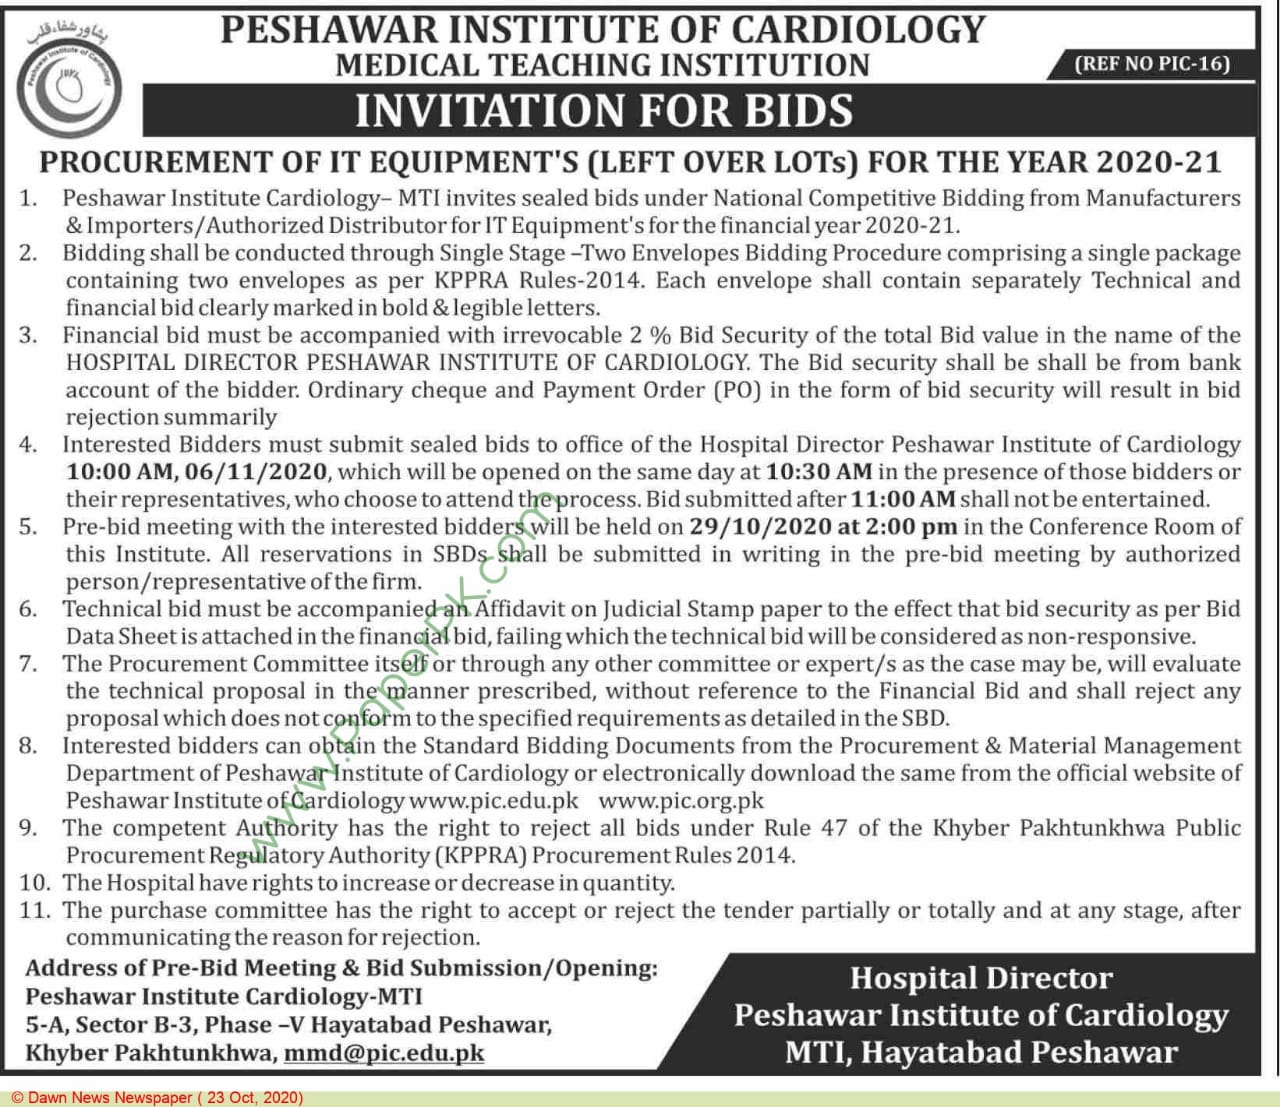 پشاور شفاء قلب
Peshawar Institute of Cardiology
PESHAWAR INSTITUTE OF CARDIOLOGY
MEDICAL TEACHING INSTITUTION
(REF NO PIC-16)
INVITATION FOR BIDS
PROCUREMENT OF IT EQUIPMENT'S (LEFT OVER LOTs) FOR THE YEAR 2020-21
1. Peshawar Institute Cardiology– MTI invites sealed bids under National Competitive Bidding from Manufacturers
& Importers/Authorized Distributor for IT Equipment's for the financial year 2020-21.
2. Bidding shall be conducted through Single Stage –Two Envelopes Bidding Procedure comprising a single package
containing two envelopes as per KPPRA Rules-2014. Each envelope shall contain separately Technical and
financial bid clearly marked in bold & legible letters.
3. Financial bid must be accompanied with irrevocable 2 % Bid Security of the total Bid value in the name of the
HOSPITAL DIRECTOR PESHAWAR INSTITUTE OF CARDIOLOGY. The Bid security shall be shall be from bank
account of the bidder. Ordinary cheque and Payment Order (PO) in the form of bid security will result in bid
rejection summarily
4. Interested Bidders must submit sealed bids to office of the Hospital Director Peshawar Institute of Cardiology
10:00 AM, 06/11/2020, which will be opened on the same day at 10:30 AM in the presence of those bidders or
their representatives, who choose to attend the process. Bid submitted after 11:00 AM shall not be entertained.
5. Pre-bid meeting with the interested bidders will be held on 29/10/2020 at 2:00 pm in the Conference Room of
this Institute. All reservations in SBDs shall be submitted in writing in the pre-bid meeting by authorized
person/representative of the firm.
6. Technical bid must be accompanied an Affidavit on Judicial Stamp paper to the effect that bid security as per Bid
Data Sheet is attached in the financial bid, failing which the technical bid will be considered as non-responsive.
7. The Procurement Committee itself or through any other committee or expert/s as the case may be, will evaluate
the technical proposal in the manner prescribed, without reference to the Financial Bid and shall reject any
proposal which does not conform to the specified requirements as detailed in the SBD.
8. Interested bidders can obtain the Standard Bidding Documents from the Procurement & Material Management
Department of Peshawar Institute of Cardiology or electronically download the same from the official website of
Peshawar Institute of Cardiology www.pic.edu.pk www.pic.org.pk
9. The competent Authority has the right to reject all bids under Rule 47 of the Khyber Pakhtunkhwa Public
Procurement Regulatory Authority (KPPRA) Procurement Rules 2014.
10. The Hospital have rights to increase or decrease in quantity.
11. The purchase committee has the right to accept or reject the tender partially or totally and at any stage, after
communicating the reason for rejection.
Address of Pre-Bid Meeting & Bid Submission/Opening:
Peshawar Institute Cardiology-MTI
5-A, Sector B-3, Phase –V Hayatabad Peshawar,
Khyber Pakhtunkhwa, mmd@pic.edu.pk
Hospital Director
Peshawar Institute of Cardiology
MTI, Hayatabad Peshawar
www.PaperPK.com
© Dawn News Newspaper ( 23 Oct, 2020)